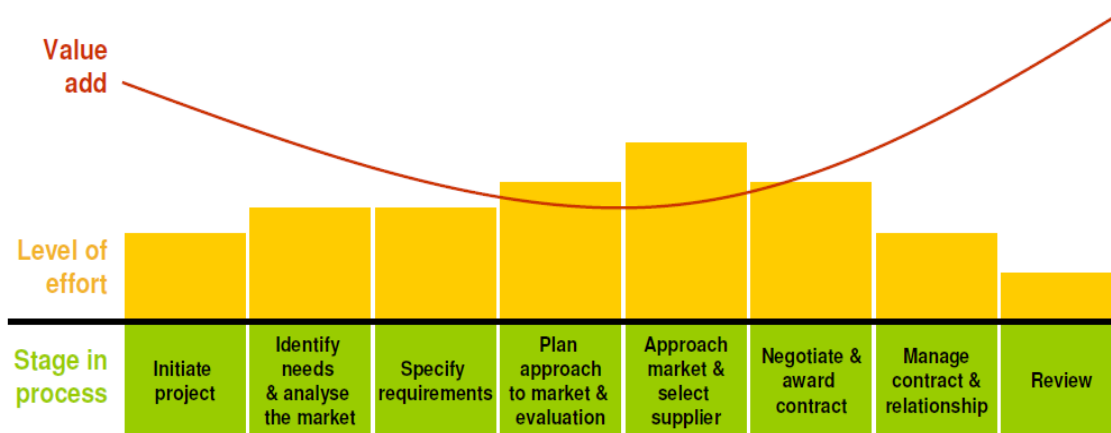 Value
add
Level of
effort
Stage in
process
Initiate
project
Identify
needs
& analyse
the market
Specify
requirements
Plan
approach
to market &
evaluation
Approach
market &
select
supplier
Negotiate &
award
contract
Manage
contract &
relationship
Review